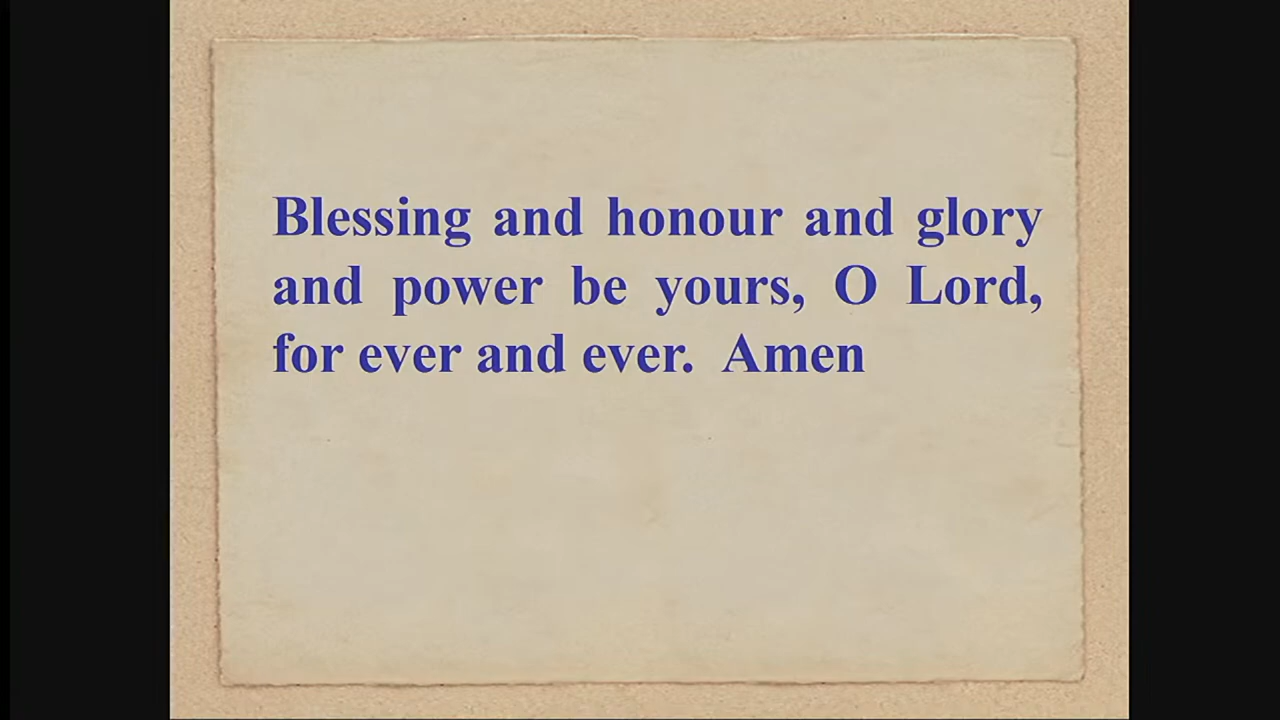 Blessing and honour and glory
and power be yours, O Lord,
for ever and ever.  Amen